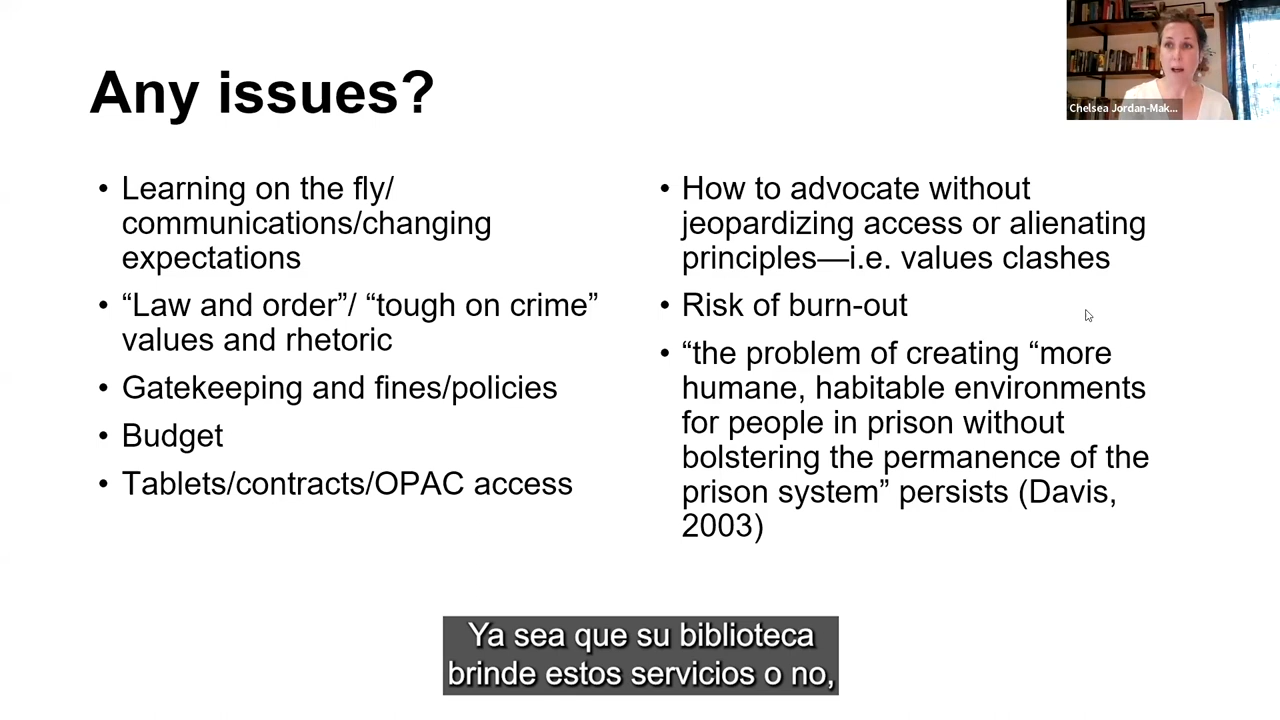 Any issues?
Chelsea Jordan-Mak...
• Learning on the fly/
communications/changing
expectations
• “Law and order”/ “tough on crime”
values and rhetoric
• Gatekeeping and fines/policies
• Budget
• Tablets/contracts/OPAC access
• How to advocate without
jeopardizing access or alienating
principles—i.e. values clashes
• Risk of burn-out
• “the problem of creating “more
humane, habitable environments
for people in prison without
bolstering the permanence of the
prison system” persists (Davis,
2003)
Ya sea que su biblioteca
brinde estos servicios o no,